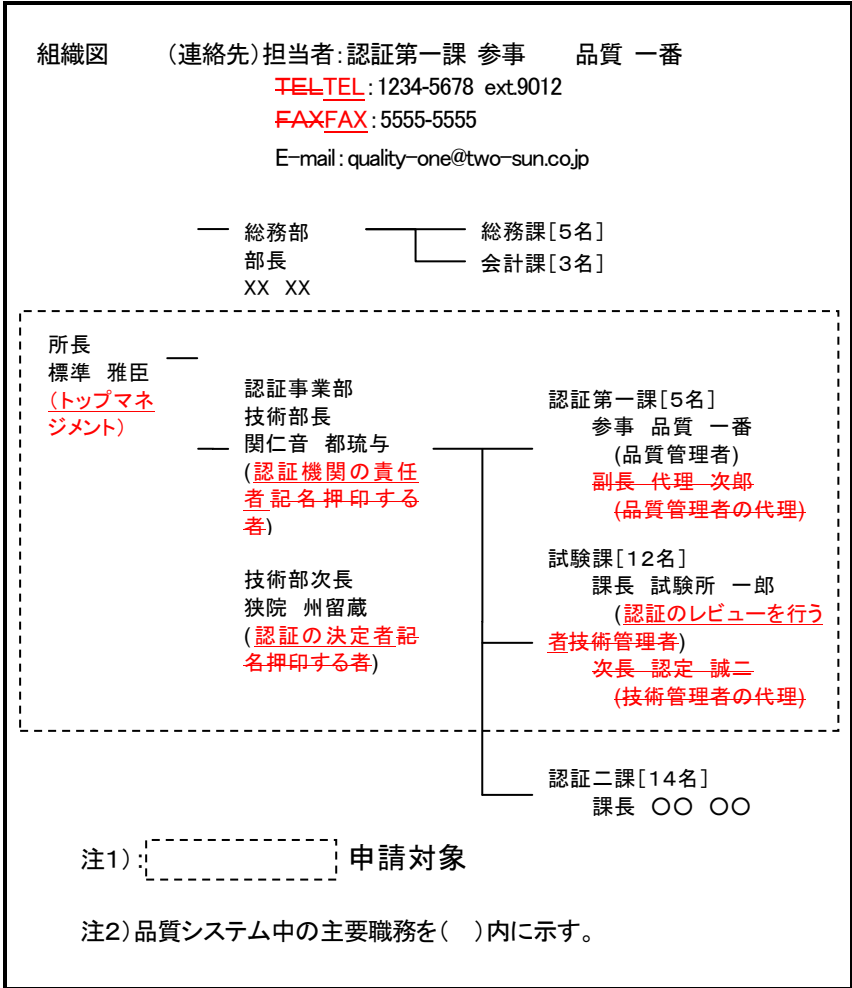 組織図 （連絡先）担当者：認証第一課 参事 品質 一番
TELTEL：1234-5678 ext.9012
FAXFAX：5555-5555
E-mail：quality-one@two-sun.co.jp
総務部
部長
XX XX
総務課［5名］
会計課［3名］
所長
標準 雅臣
（トップマネ
ジメント）
認証事業部
技術部長
関仁音 都琉与
(認証機関の責任
者記名押印する
者)
技術部次長
狭院 州留蔵
(認証の決定者記
名押印する者)
認証第一課［5名］
参事 品質 一番
(品質管理者)
副長 代理 次郎
(品質管理者の代理)
試験課［12名］
課長 試験所 一郎
(認証のレビューを行う
者技術管理者)
次長 認定 誠二
(技術管理者の代理)
認証二課［14名］
課長 ○○ ○○
注1）： 申請対象
注2）品質システム中の主要職務を（ ）内に示す。